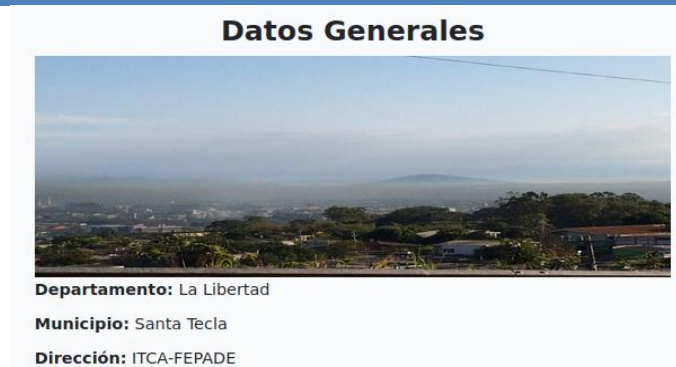 Datos Generales
Departamento: La Libertad
Municipio: Santa Tecla
Dirección: ITCA-FEPADE